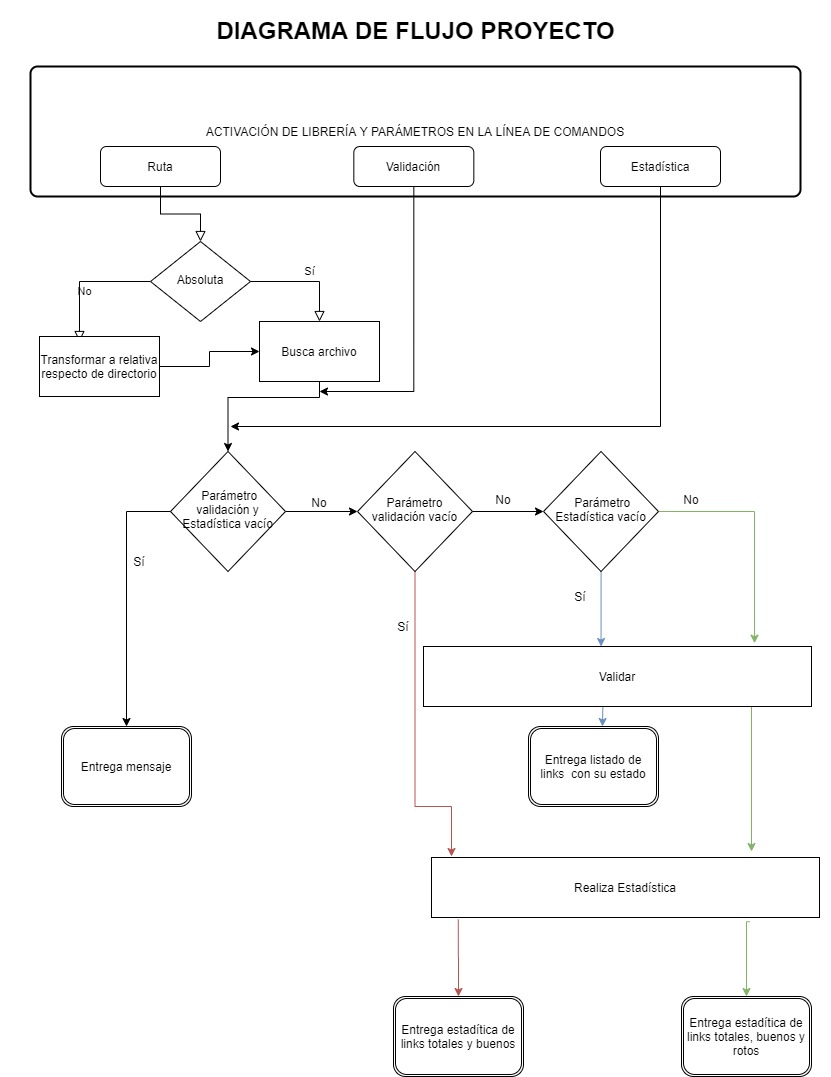 DIAGRAMA DE FLUJO PROYECTO
ACTIVACIÓN DE LIBRERÍA Y PARÁMETROS EN LA LÍNEA DE COMANDOS
Ruta
Validación
Estadística
Absoluta
Sí
No
Transformar a relativa
respecto de directorio
Busca archivo
Parámetro
validación y
Estadística vacío
No
Parámetro
validación vacío
No
Parámetro
Estadística vacío
No
Sí
Sí
Sí
Validar
Entrega mensaje
Entrega listado de
links con su estado
Realiza Estadística
Entrega estadítica de
links totales y buenos
Entrega estadítica de
links totales, buenos y
rotos